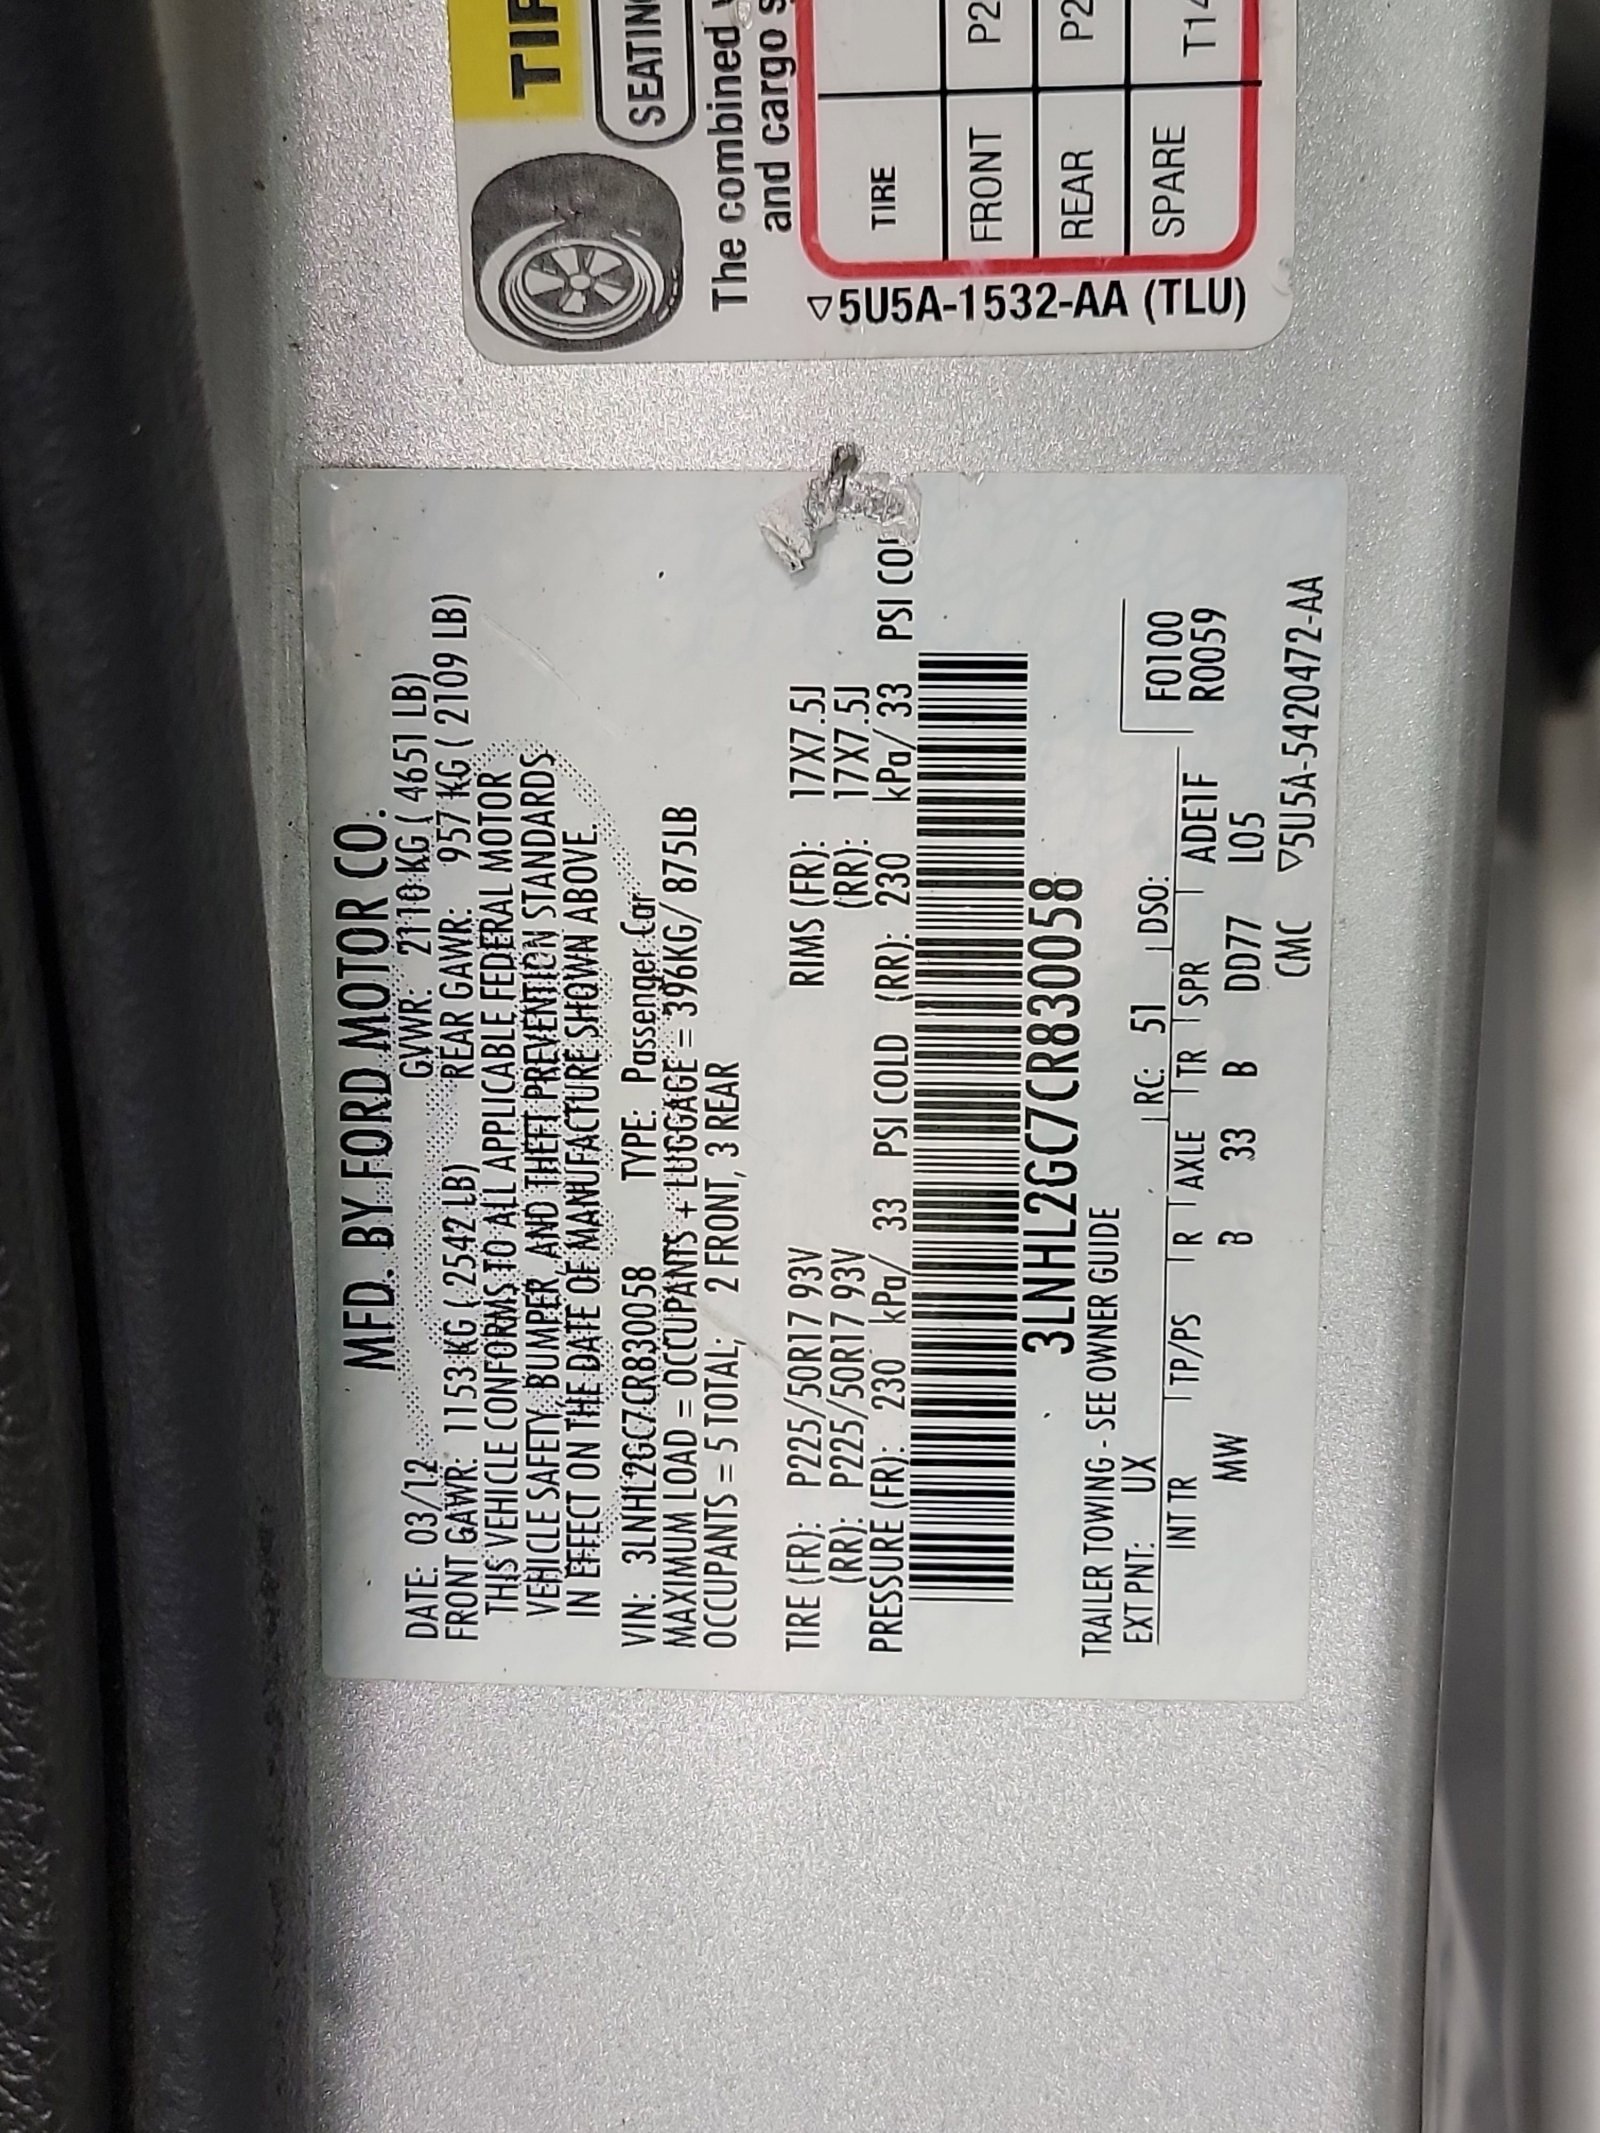 MFD. BY FORD MOTOR CO.
DATE: 03/12 GVWR: 2110 KG ( 4651 LB)
FRONT GAWR: 1153 KG ( 2542 LB) REAR GAWR: 957 KG ( 2109 LB)
THIS VEHICLE CONFORMS TO ALL APPLICABLE FEDERAL MOTOR
VEHICLE SAFETY, BUMPER, AND THEFT PREVENTION STANDARDS
IN EFFECT ON THE DATE OF MANUFACTURE SHOWN ABOVE.
VIN: 3LNHL2GC7CR830058 TYPE: Passenger Car
MAXIMUM LOAD = OCCUPANTS + LUGGAGE = 396KG/ 875LB
OCCUPANTS = 5 TOTAL; 2 FRONT, 3 REAR
TIRE (FR): P225/50R17 93V RIMS (FR): 17X7.5J
(RR): P225/50R17 93V (RR): 17X7.5J
PRESSURE (FR): 230 kPa/ 33 PSI COLD (RR): 230 kPa/ 33 PSI COL
3LNHL2GC7CR830058
TRAILER TOWING - SEE OWNER GUIDE
EXT PNT: UX RC: 51 DSO:
INT TR TP/PS R AXLE TR SPR ADE1F F0100
MW B 33 B DD77 L05 R0059
CMC ▽5U5A-5420472-AA
TIR
SEATING
The combined
and cargo s
TIRE
FRONT P2
REAR P2
SPARE T14
▽5U5A-1532-AA (TLU)